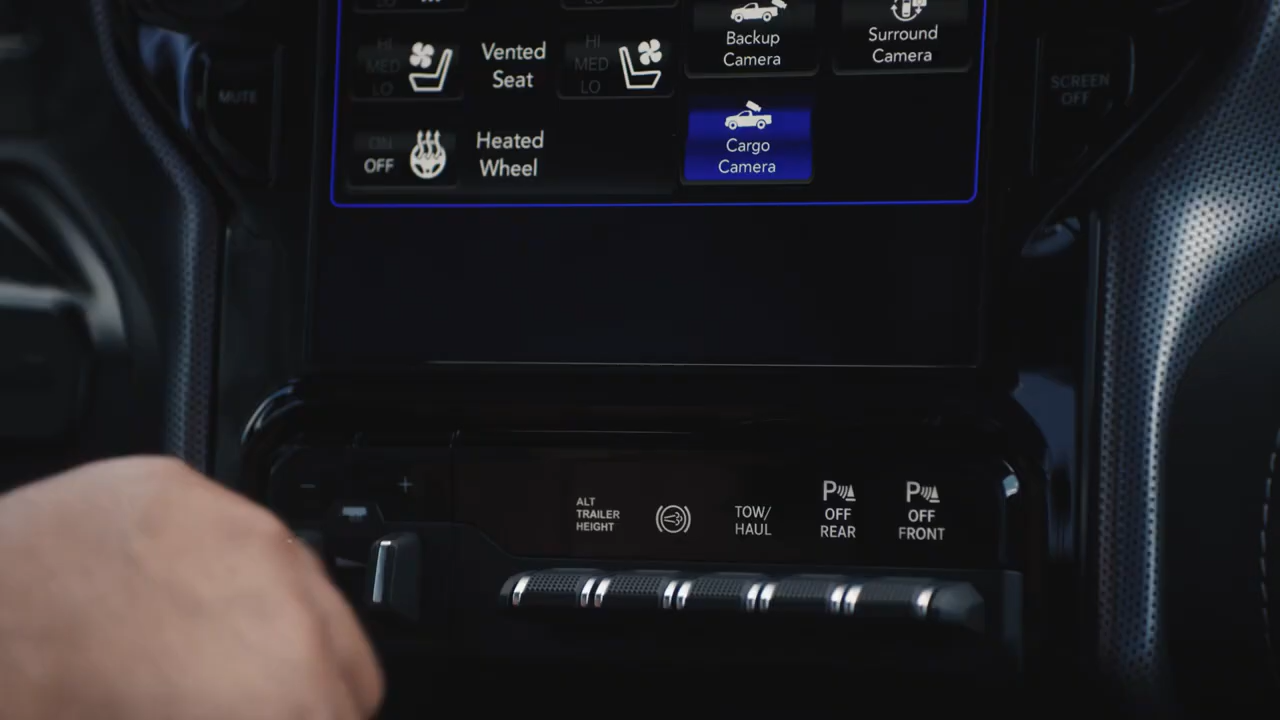 Backup
Camera
Surround
Camera
HI
MED
LO
Vented
Seat
HI
MED
LO
MUTE
SCREEN
OFF
Cargo
Camera
ON
OFF
Heated
Wheel
- +
ALT
TRAILER
HEIGHT
TOW/
HAUL
P
OFF
REAR
P
OFF
FRONT